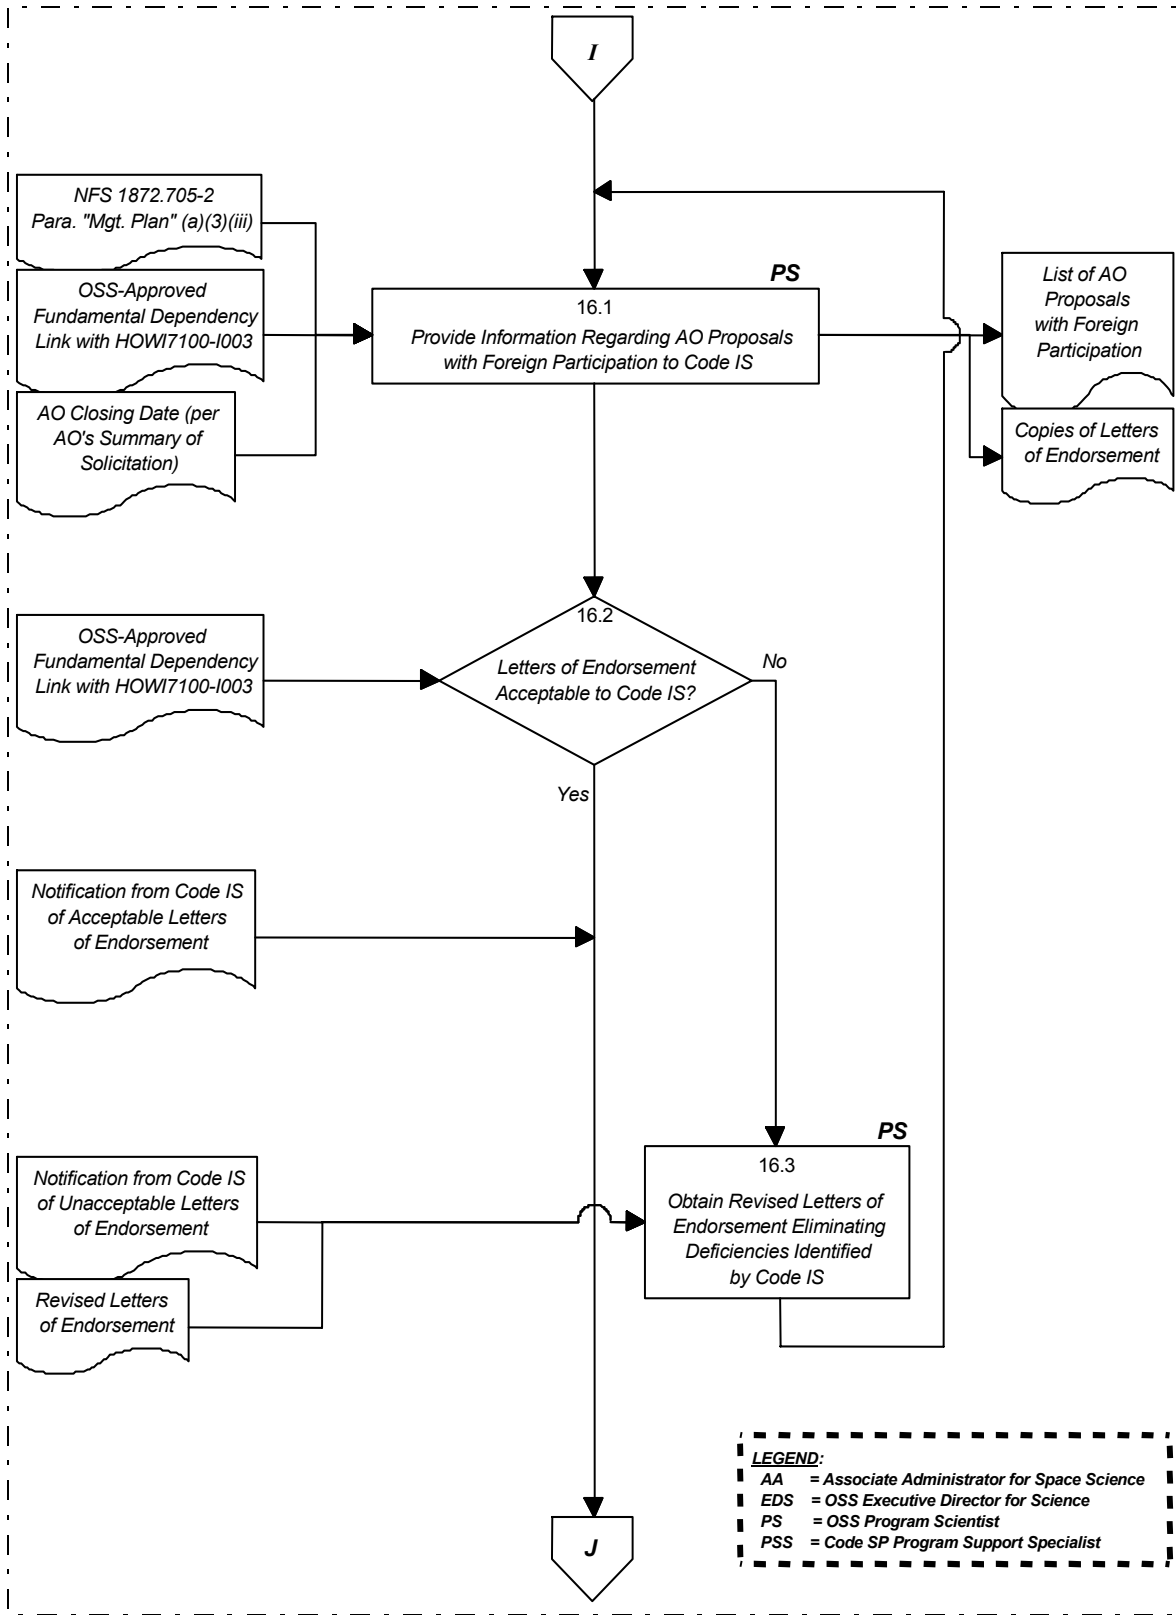 I
NFS 1872.705-2
Para. "Mgt. Plan" (a)(3)(iii)
OSS-Approved
Fundamental Dependency
Link with HOWI7100-I003
AO Closing Date (per
AO's Summary of
Solicitation)
PS
16.1
Provide Information Regarding AO Proposals
with Foreign Participation to Code IS
List of AO
Proposals
with Foreign
Participation
Copies of Letters
of Endorsement
OSS-Approved
Fundamental Dependency
Link with HOWI7100-I003
16.2
Letters of Endorsement
Acceptable to Code IS?
No
Yes
Notification from Code IS
of Acceptable Letters
of Endorsement
Notification from Code IS
of Unacceptable Letters
of Endorsement
Revised Letters
of Endorsement
PS
16.3
Obtain Revised Letters of
Endorsement Eliminating
Deficiencies Identified
by Code IS
J
LEGEND:
AA = Associate Administrator for Space Science
EDS = OSS Executive Director for Science
PS = OSS Program Scientist
PSS = Code SP Program Support Specialist